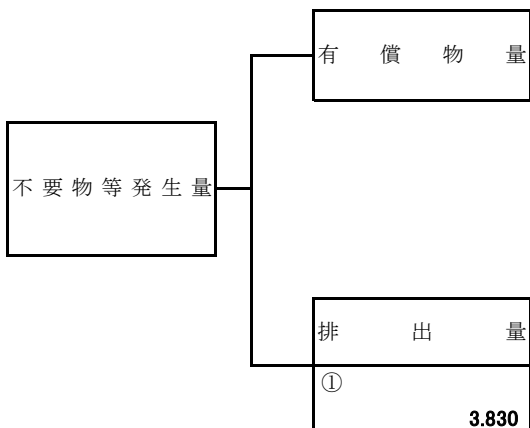 有償物量
不要物等発生量
排出量
①
3.830